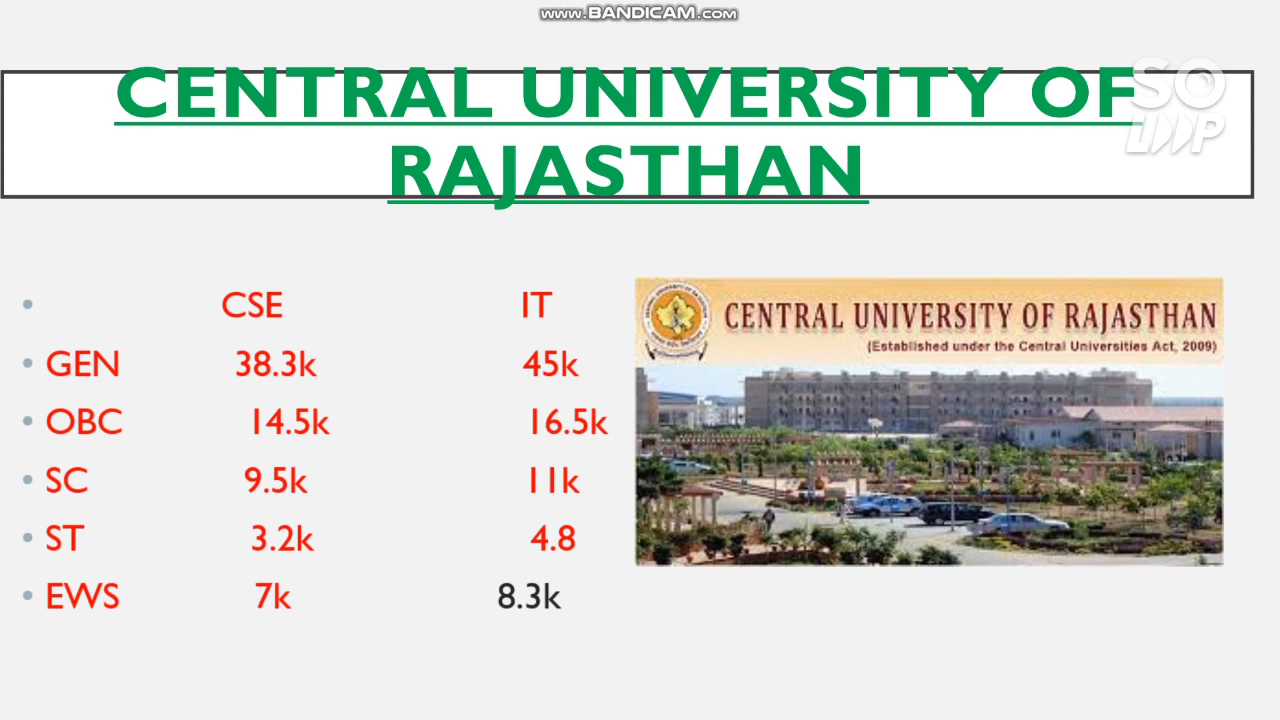 www.BANDICAM.com
CENTRAL UNIVERSITY OF
RAJASTHAN
SO
LP
CSE IT
GEN 38.3k 45k
OBC 14.5k 16.5k
SC 9.5k 11k
ST 3.2k 4.8
EWS 7k 8.3k
CENTRAL UNIVERSITY OF RAJASTHAN
(Established under the Central Universities Act, 2009)